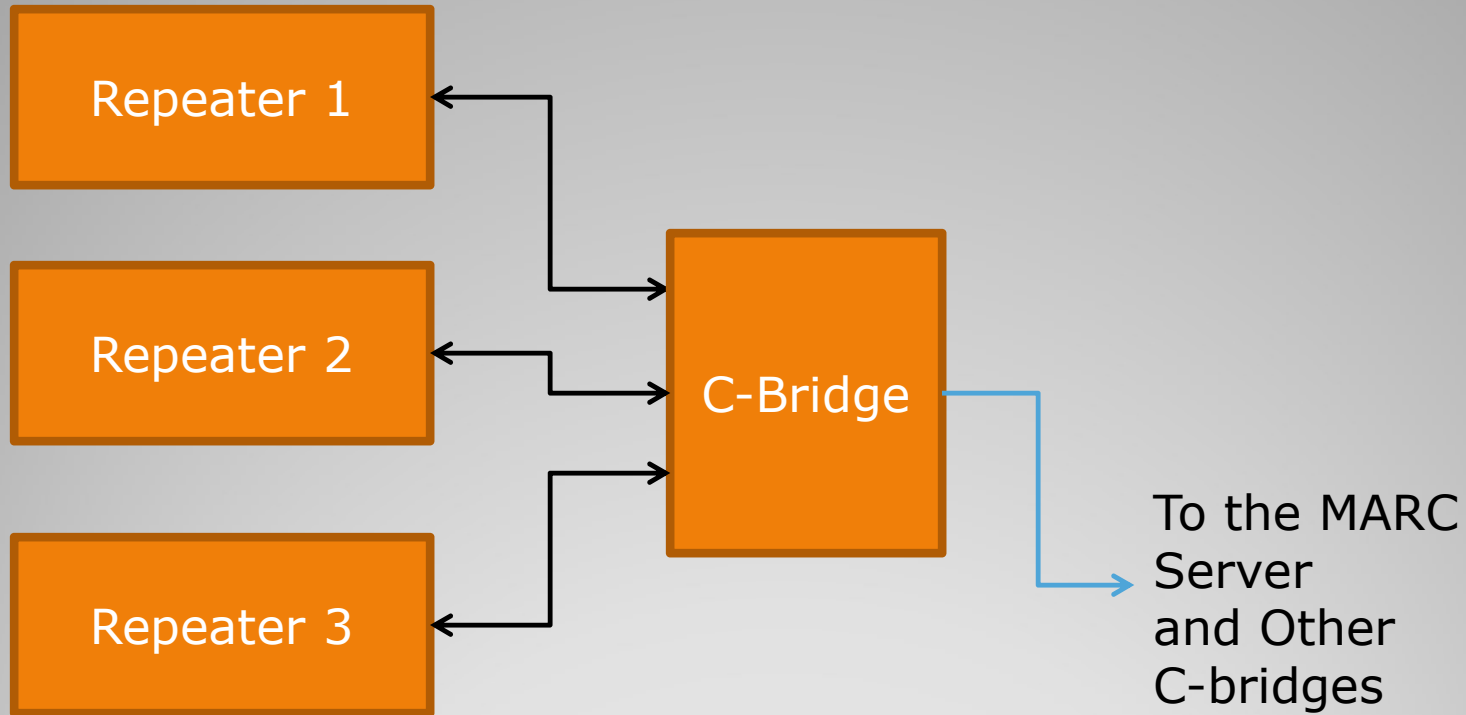 Repeater 1
Repeater 2
C-Bridge
Repeater 3
To the MARC
Server
and Other
C-bridges